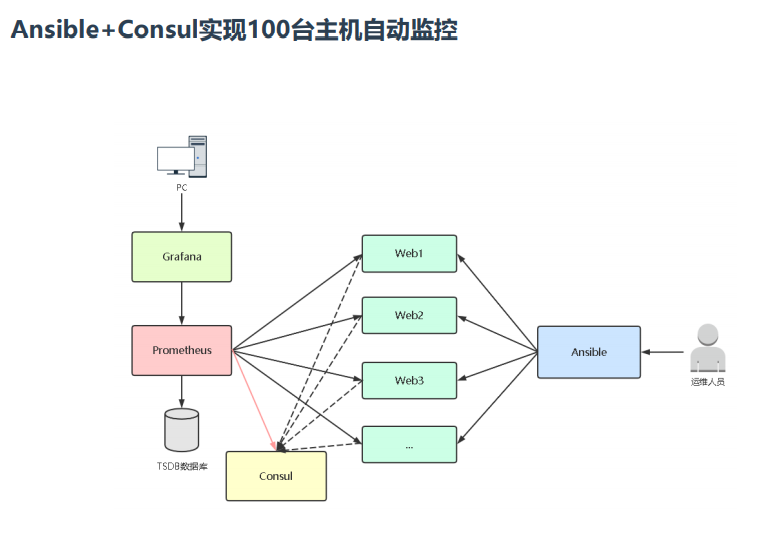 Ansible+Consul实现100台主机自动监控
PC
Grafana
Web1
Web2
Prometheus
Ansible
Web3
运维人员
...
TSDB数据库
Consul